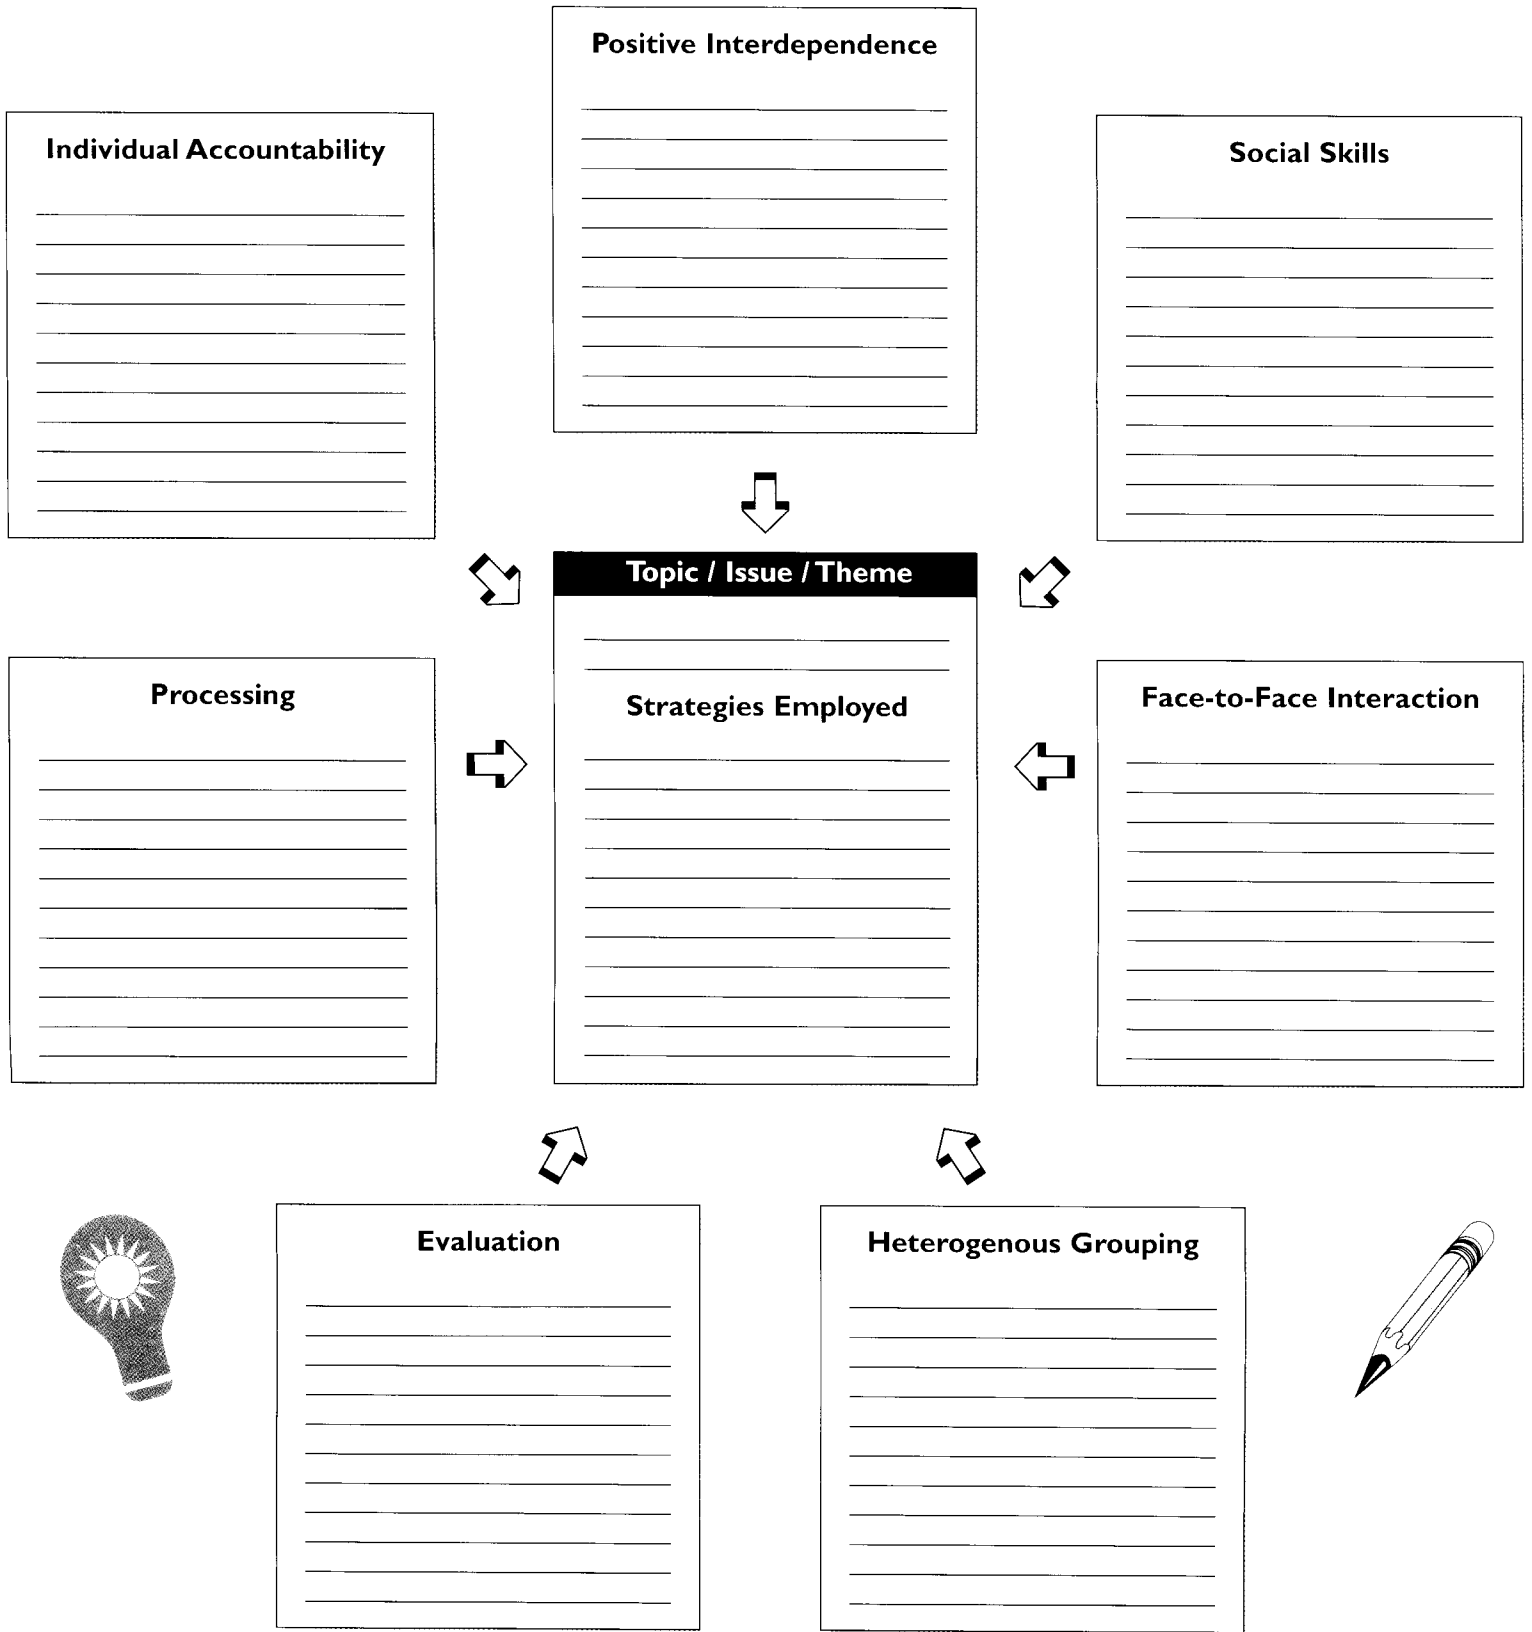 Positive Interdependence
Individual Accountability
Social Skills
Topic / Issue / Theme
Strategies Employed
Processing
Face-to-Face Interaction
Evaluation
Heterogenous Grouping